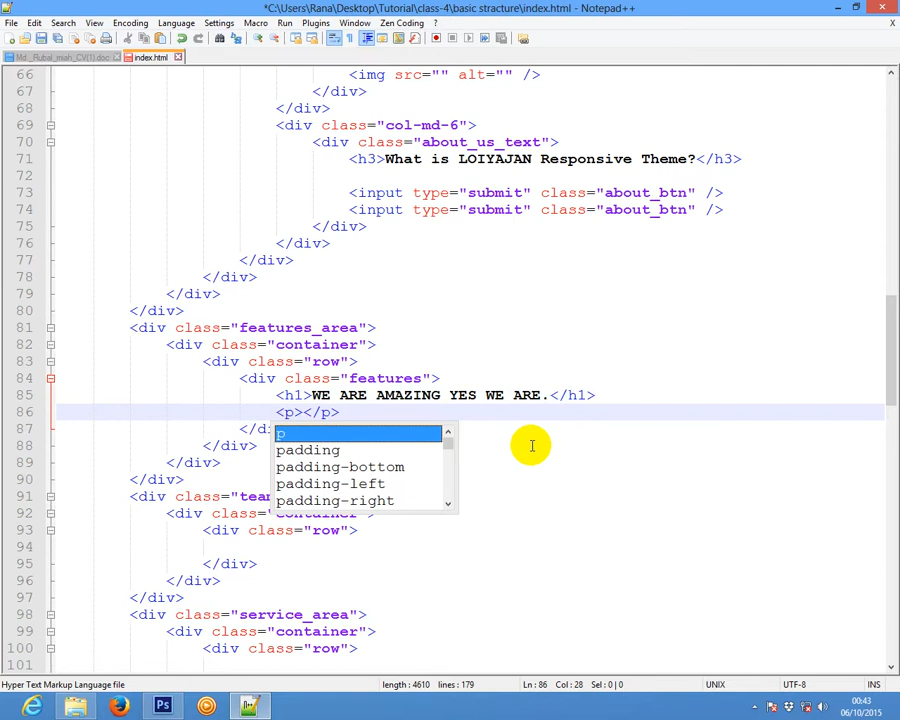 *C:\Users\Rana\Desktop\Tutorial\class-4\basic stracture\index.html - Notepad++
File Edit Search View Encoding Language Settings Macro Run Plugins Window Zen Coding ?
Md._Rubal_miah_CV(1).doc index.html
66 <img src="" alt="" />
67 </div>
68 </div>
69 <div class="col-md-6">
70 <div class="about_us_text">
71 <h3>What is LOIYAJAN Responsive Theme?</h3>
72
73 <input type="submit" class="about_btn" />
74 <input type="submit" class="about_btn" />
75 </div>
76 </div>
77 </div>
78 </div>
79 </div>
80 </div>
81 <div class="features_area">
82 <div class="container">
83 <div class="row">
84 <div class="features">
85 <h1>WE ARE AMAZING YES WE ARE.</h1>
86 <p></p>
87 </di
88 </div>
89 </div>
90 </div>
91 <div class="tea
92 <div class="container">
93 <div class="row">
94
95 </div>
96 </div>
97 </div>
98 <div class="service_area">
99 <div class="container">
100 <div class="row">
101
p
padding
padding-bottom
padding-left
padding-right
Hyper Text Markup Language file length : 4610 lines : 179 Ln : 86 Col : 28 Sel : 0 | 0 UNIX UTF-8 INS
00:43
06/10/2015